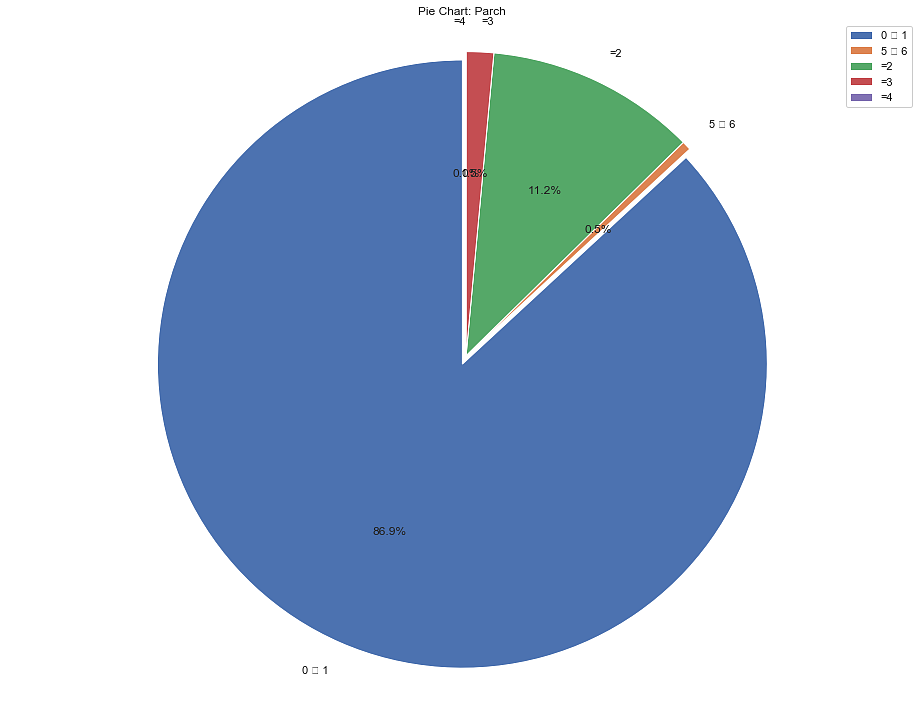 Pie Chart: Parch
=4
=3
=2
5 □ 6
11.2%
0.5%
86.9%
0 □ 1
0 □ 1
5 □ 6
=2
=3
=4